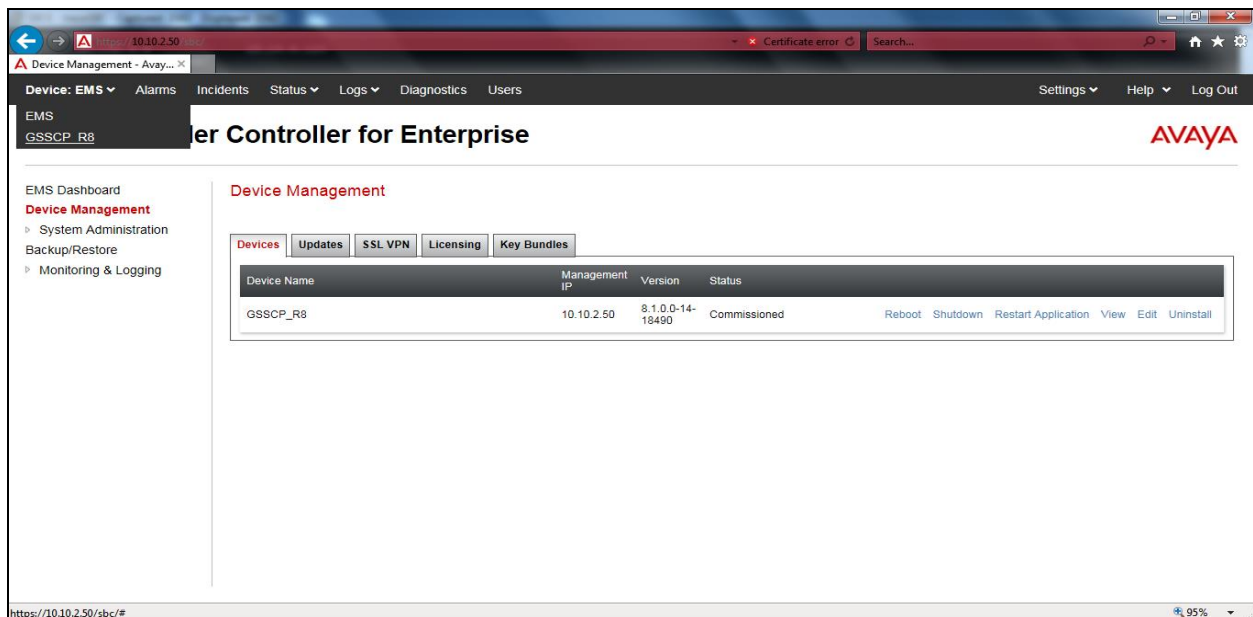 https://10.10.2.50/sbc/
Certificate error
Search...
Device Management - Avay...
Device: EMS Alarms Incidents Status Logs Diagnostics Users Settings Help Log Out
EMS
GSSCP_R8
ler Controller for Enterprise
AVAYA
EMS Dashboard
Device Management
System Administration
Backup/Restore
Monitoring & Logging
Device Management
Devices Updates SSL VPN Licensing Key Bundles
Device Name Management IP Version Status
GSSCP_R8 10.10.2.50 8.1.0.0-14-18490 Commissioned Reboot Shutdown Restart Application View Edit Uninstall
https://10.10.2.50/sbc/#
95%